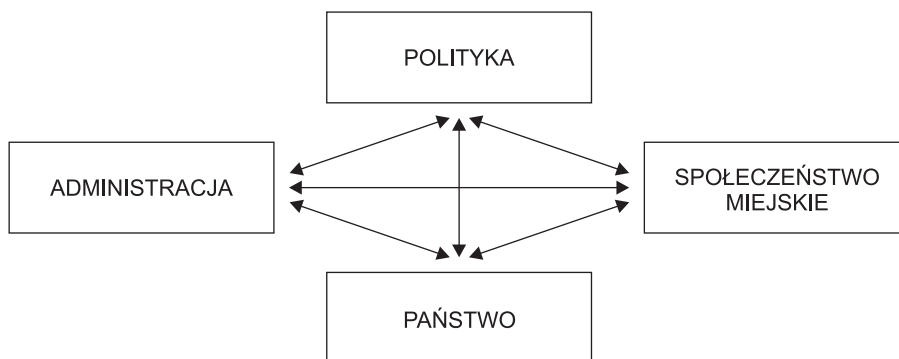 POLITYKA
ADMINISTRACJA
SPOŁECZEŃSTWO
MIEJSKIE
PAŃSTWO